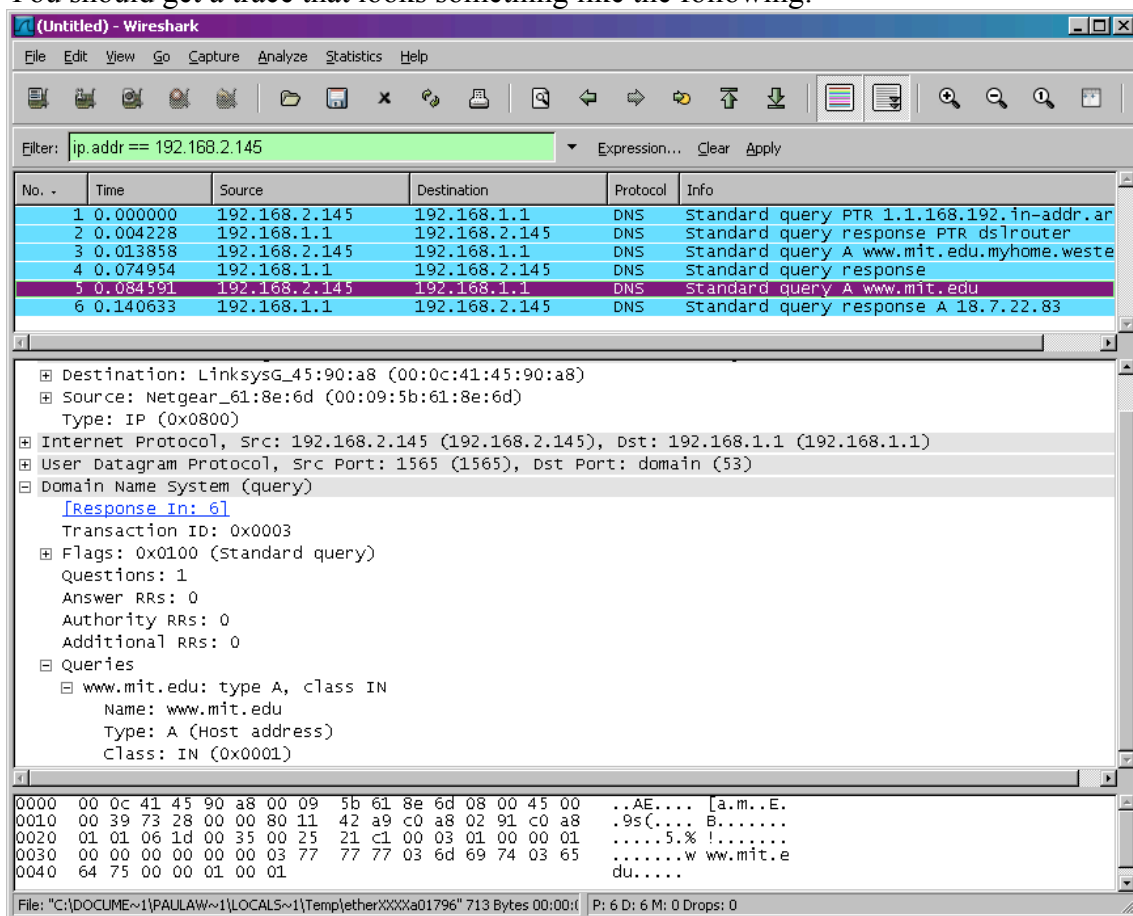 You should get a trace that looks something like the following:
(Untitled) - Wireshark
File Edit View Go Capture Analyze Statistics Help
Filter: ip.addr == 192.168.2.145 Expression... Clear Apply
No. - Time Source Destination Protocol Info
1 0.000000 192.168.2.145 192.168.1.1 DNS Standard query PTR 1.1.168.192.in-addr.ar
2 0.004228 192.168.1.1 192.168.2.145 DNS Standard query response PTR dslrouter
3 0.013858 192.168.2.145 192.168.1.1 DNS Standard query A www.mit.edu.myhome.weste
4 0.074954 192.168.1.1 192.168.2.145 DNS Standard query response
5 0.084591 192.168.2.145 192.168.1.1 DNS Standard query A www.mit.edu
6 0.140633 192.168.1.1 192.168.2.145 DNS Standard query response A 18.7.22.83
Destination: LinksysG_45:90:a8 (00:0c:41:45:90:a8)
Source: Netgear_61:8e:6d (00:09:5b:61:8e:6d)
Type: IP (0x0800)
Internet Protocol, Src: 192.168.2.145 (192.168.2.145), Dst: 192.168.1.1 (192.168.1.1)
User Datagram Protocol, Src Port: 1565 (1565), Dst Port: domain (53)
Domain Name System (query)
[Response In: 6]
Transaction ID: 0x0003
Flags: 0x0100 (Standard query)
Questions: 1
Answer RRs: 0
Authority RRs: 0
Additional RRs: 0
Queries
www.mit.edu: type A, class IN
Name: www.mit.edu
Type: A (Host address)
Class: IN (0x0001)
0000 00 0c 41 45 90 a8 00 09 5b 61 8e 6d 08 00 45 00 ..AE.... [a.m..E.
0010 00 39 73 28 00 00 80 11 42 a9 c0 a8 02 91 c0 a8 .9s(.... B.......
0020 01 01 06 1d 00 35 00 25 21 c1 00 03 01 00 00 01 .....5.% !.......
0030 00 00 00 00 00 00 03 77 77 77 03 6d 69 74 03 65 .......w ww.mit.e
0040 64 75 00 00 01 00 01 du.....
File: "C:\DOCUME~1\PAULAW~1\LOCALS~1\Temp\etherXXXXa01796" 713 Bytes 00:00:( P: 6 D: 6 M: 0 Drops: 0